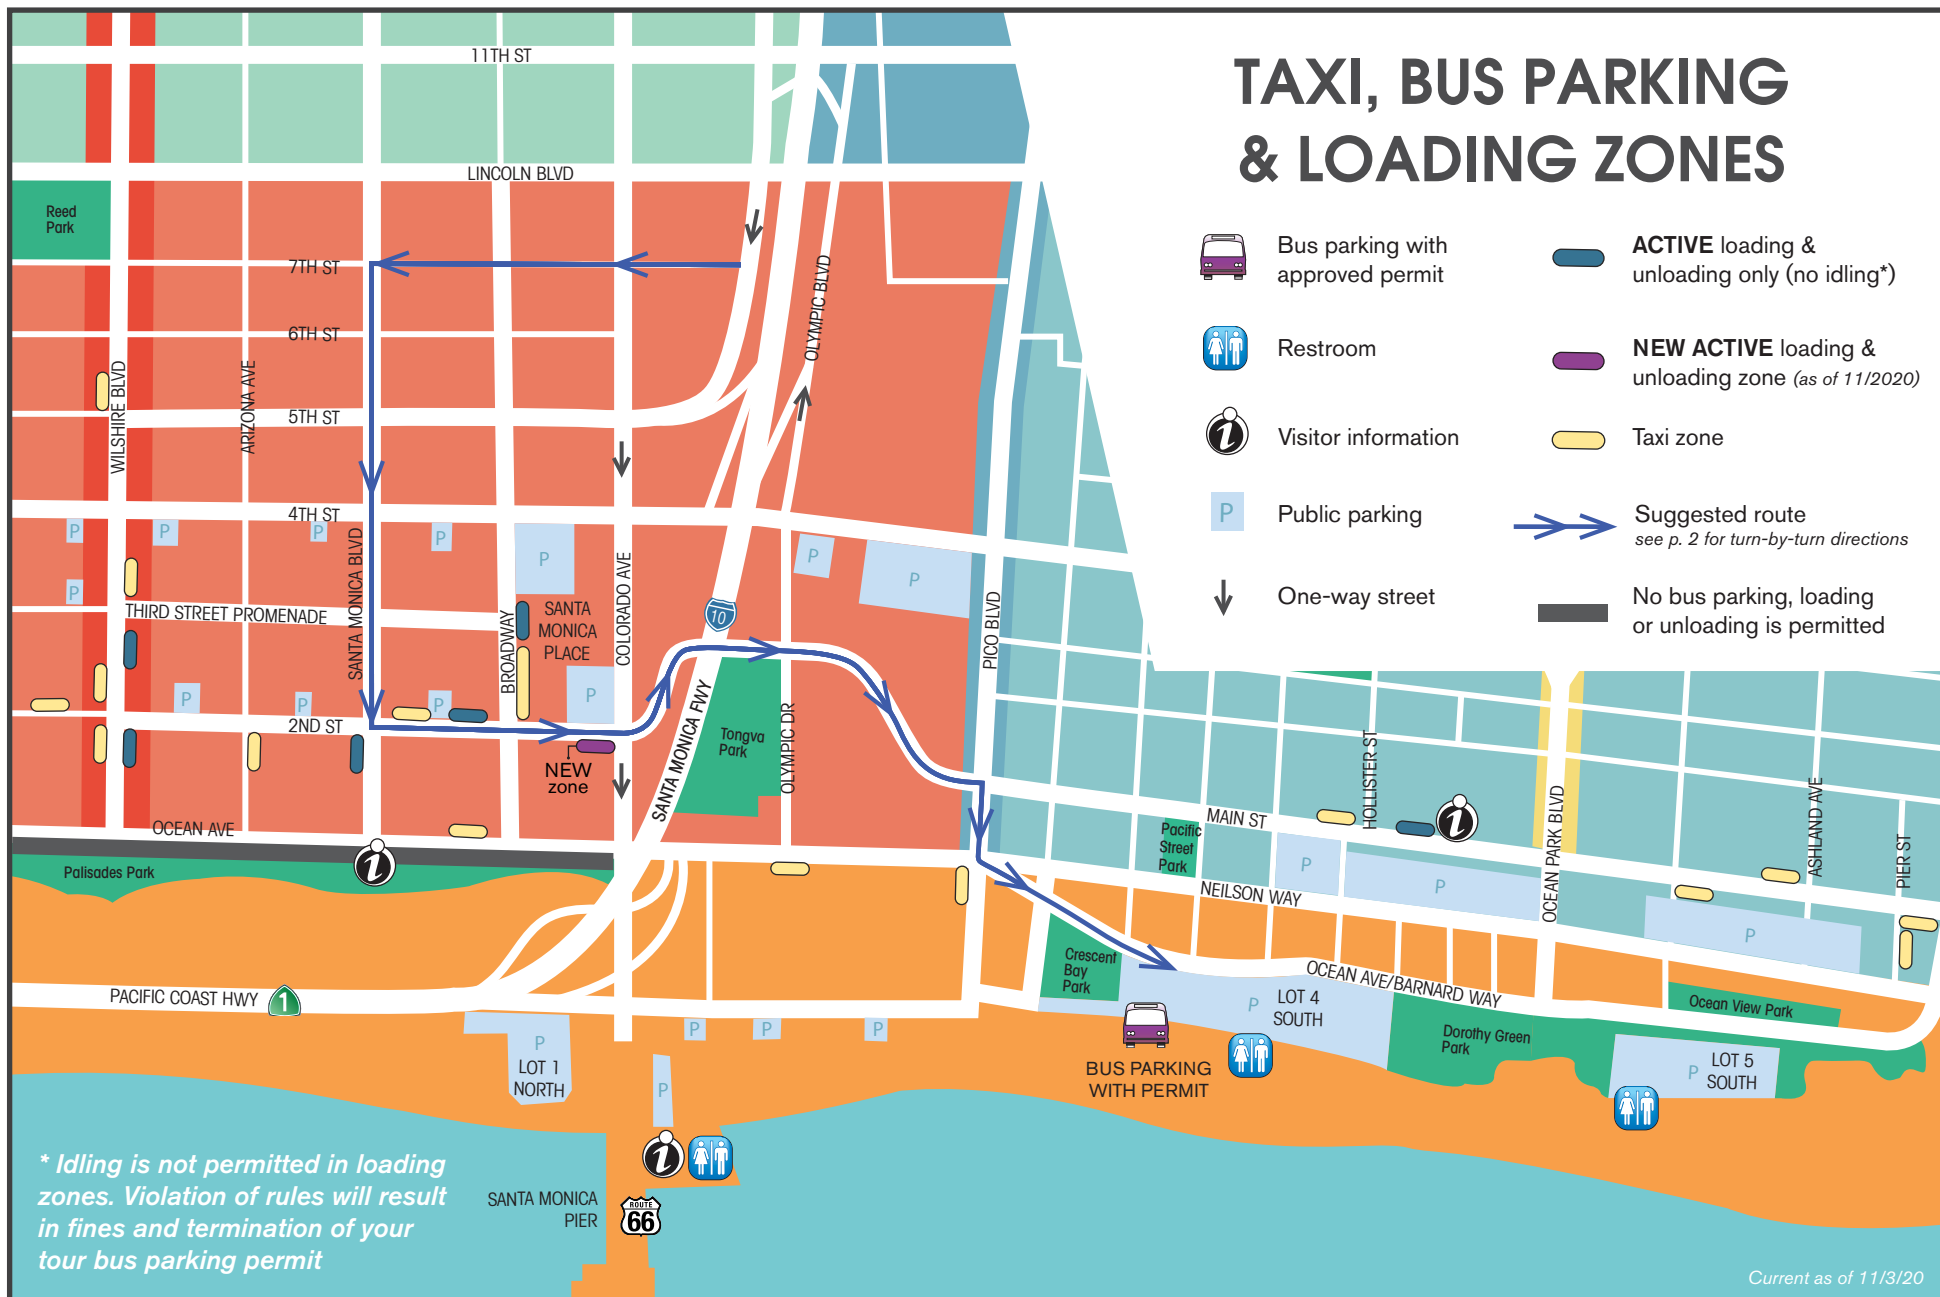 TAXI, BUS PARKING
& LOADING ZONES
Bus parking with
approved permit
Restroom
Visitor information
P
Public parking
One-way street
ACTIVE loading &
unloading only (no idling*)
NEW ACTIVE loading &
unloading zone (as of 11/2020)
Taxi zone
Suggested route
see p. 2 for turn-by-turn directions
No bus parking, loading
or unloading is permitted
11TH ST
LINCOLN BLVD
Reed
Park
7TH ST
6TH ST
5TH ST
4TH ST
WILSHIRE BLVD
ARIZONA AVE
SANTA MONICA BLVD
BROADWAY
COLORADO AVE
OLYMPIC BLVD
PICO BLVD
P
P
P
P
P
P
P
P
THIRD STREET PROMENADE
SANTA
MONICA
PLACE
10
P
P
P
P
2ND ST
NEW
zone
SANTA MONICA FWY
Tongva
Park
OLYMPIC DR
OCEAN AVE
Palisades Park
MAIN ST
HOLLISTER ST
OCEAN PARK BLVD
ASHLAND AVE
PIER ST
Pacific
Street
Park
P
P
P
NEILSON WAY
Crescent
Bay
Park
OCEAN AVE/BARNARD WAY
PACIFIC COAST HWY
1
P
LOT 1
NORTH
P
P
P
P
P
LOT 4
SOUTH
BUS PARKING
WITH PERMIT
Dorothy Green
Park
Ocean View Park
P
LOT 5
SOUTH
SANTA MONICA
PIER
ROUTE
66
* Idling is not permitted in loading
zones. Violation of rules will result
in fines and termination of your
tour bus parking permit
Current as of 11/3/20